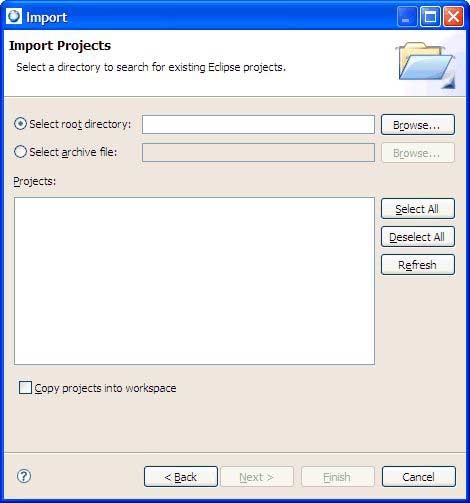 Import
Import Projects
Select a directory to search for existing Eclipse projects.
Select root directory:
Browse...
Select archive file:
Browse...
Projects:
Select All
Deselect All
Refresh
Copy projects into workspace
?
< Back
Next >
Finish
Cancel